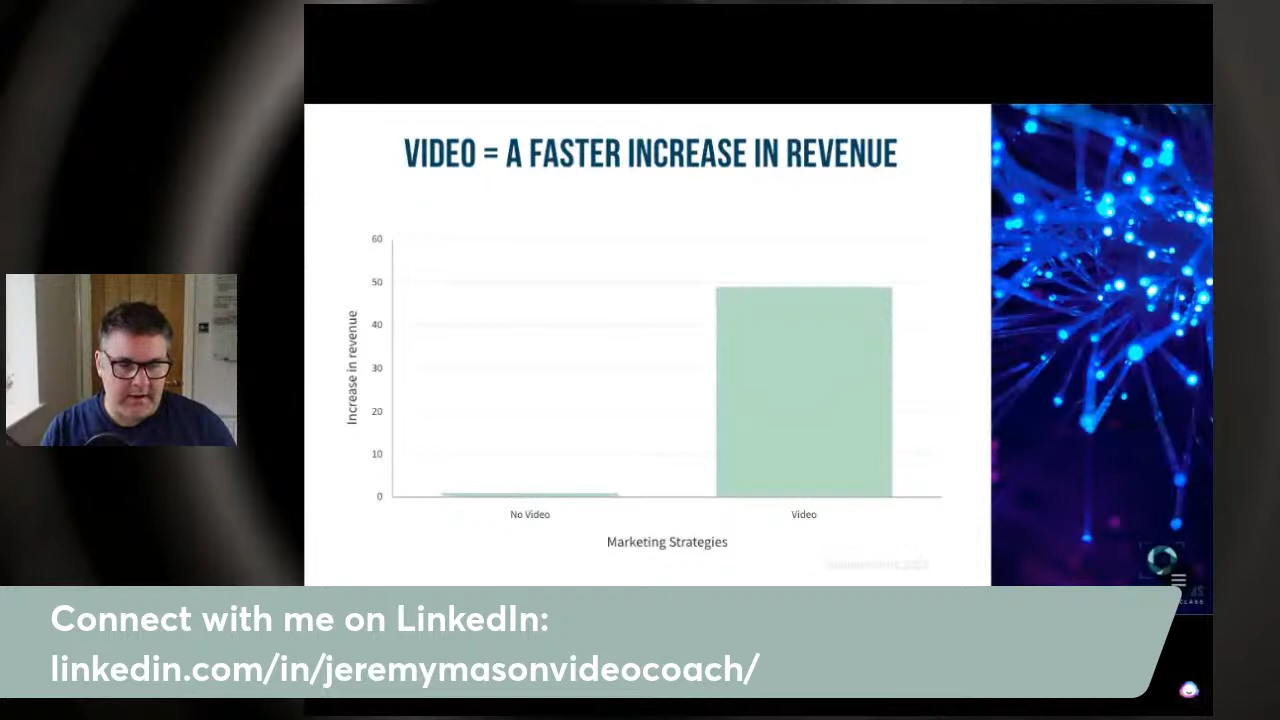 VIDEO = A FASTER INCREASE IN REVENUE
60
50
40
30
20
10
0
Increase in revenue
No Video
Video
Marketing Strategies
Connect with me on LinkedIn:
linkedin.com/in/jeremymasonvideocoach/